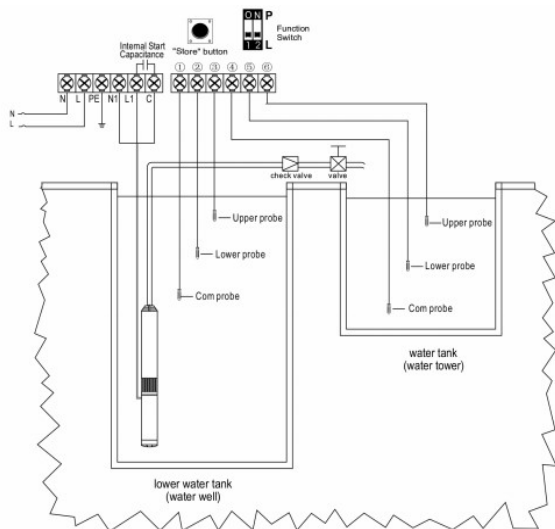 Internal Start
Capacitance
"Slore" button
ON P
Function
Switch
1 2 L
① ② ③ ④ ⑤ ⑥
N L PE N1 L1 C
N
L
check valve
valve
Upper probe
Lower probe
Com probe
Upper probe
Lower probe
Com probe
water tank
(water tower)
lower water tank
(water well)